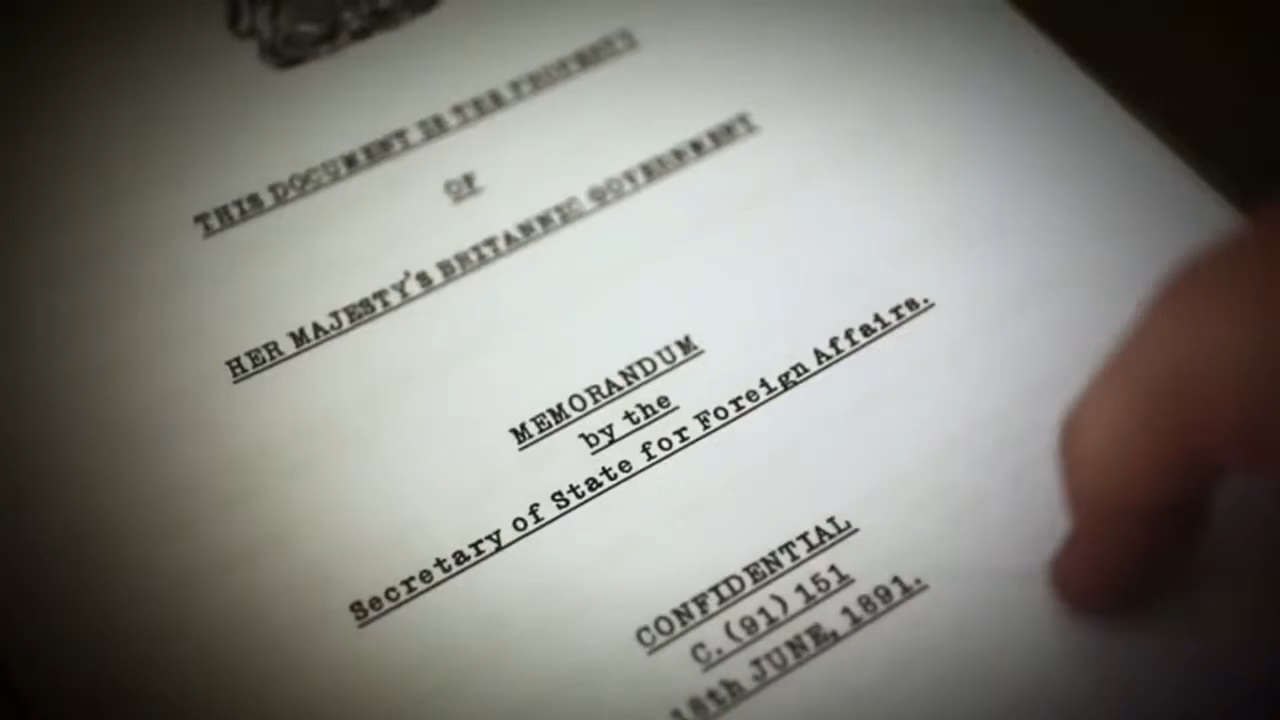 THIS DOCUMENT IS THE PROPERTY
OF
HER MAJESTY'S BRITANNIC GOVERNMENT
MEMORANDUM
by the
Secretary of State for Foreign Affairs.
CONFIDENTIAL
C. (91) 151
18th JUNE, 1891.